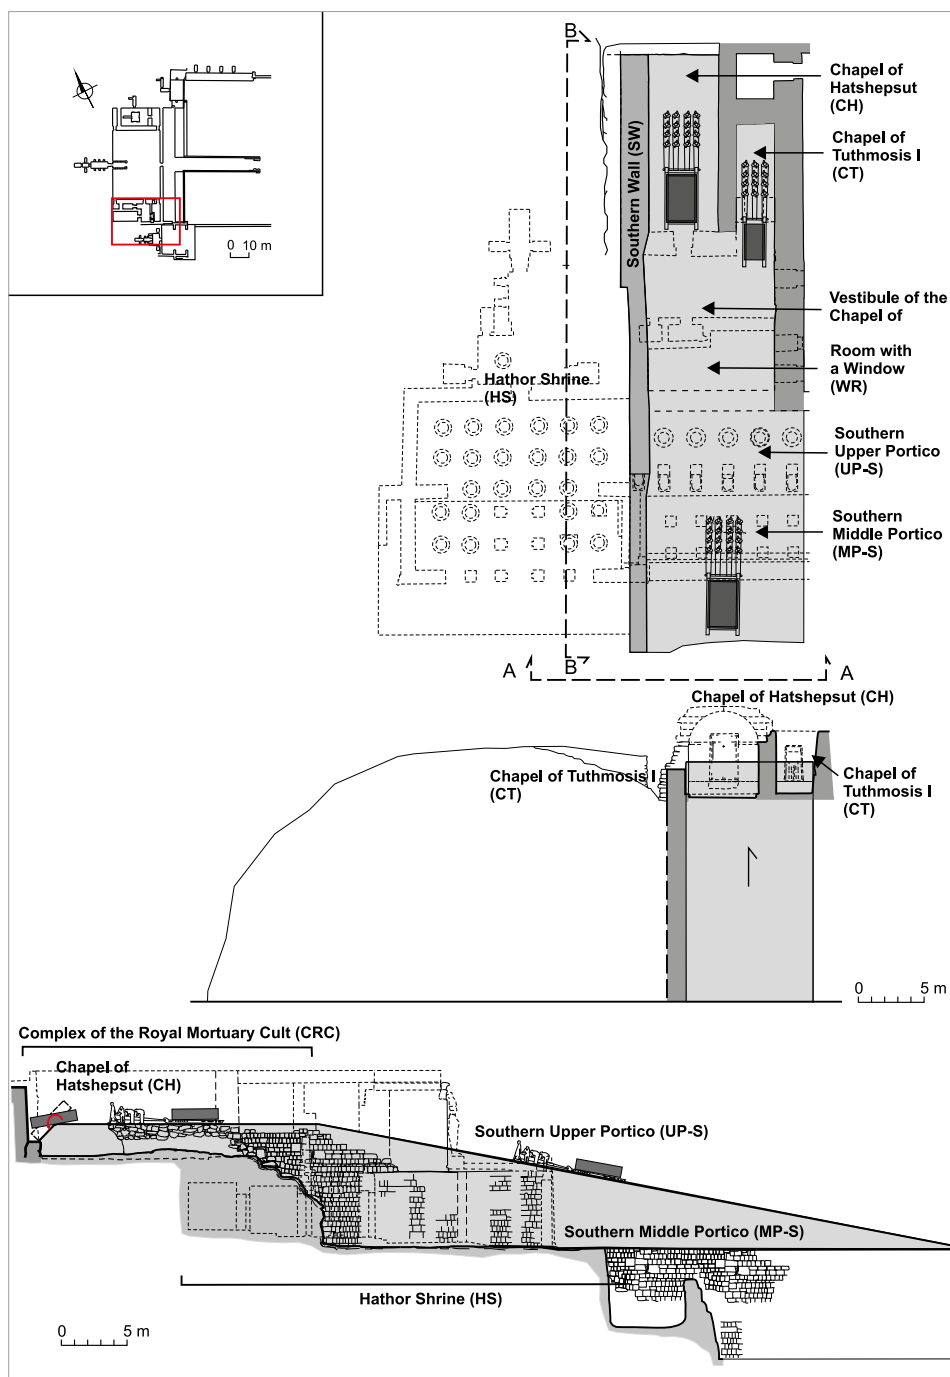 0 10 m
B
Chapel of
Hatshepsut
(CH)
Chapel of
Tuthmosis I
(CT)
Southern Wall (SW)
Vestibule of the
Chapel of
Room with
a Window
(WR)
Hathor Shrine
(HS)
Southern
Upper Portico
(UP-S)
Southern
Middle Portico
(MP-S)
A
B
A
Chapel of Hatshepsut (CH)
Chapel of Tuthmosis I
(CT)
Chapel of
Tuthmosis I
(CT)
0 5 m
Complex of the Royal Mortuary Cult (CRC)
Chapel of
Hatshepsut (CH)
Southern Upper Portico (UP-S)
Southern Middle Portico (MP-S)
Hathor Shrine (HS)
0 5 m